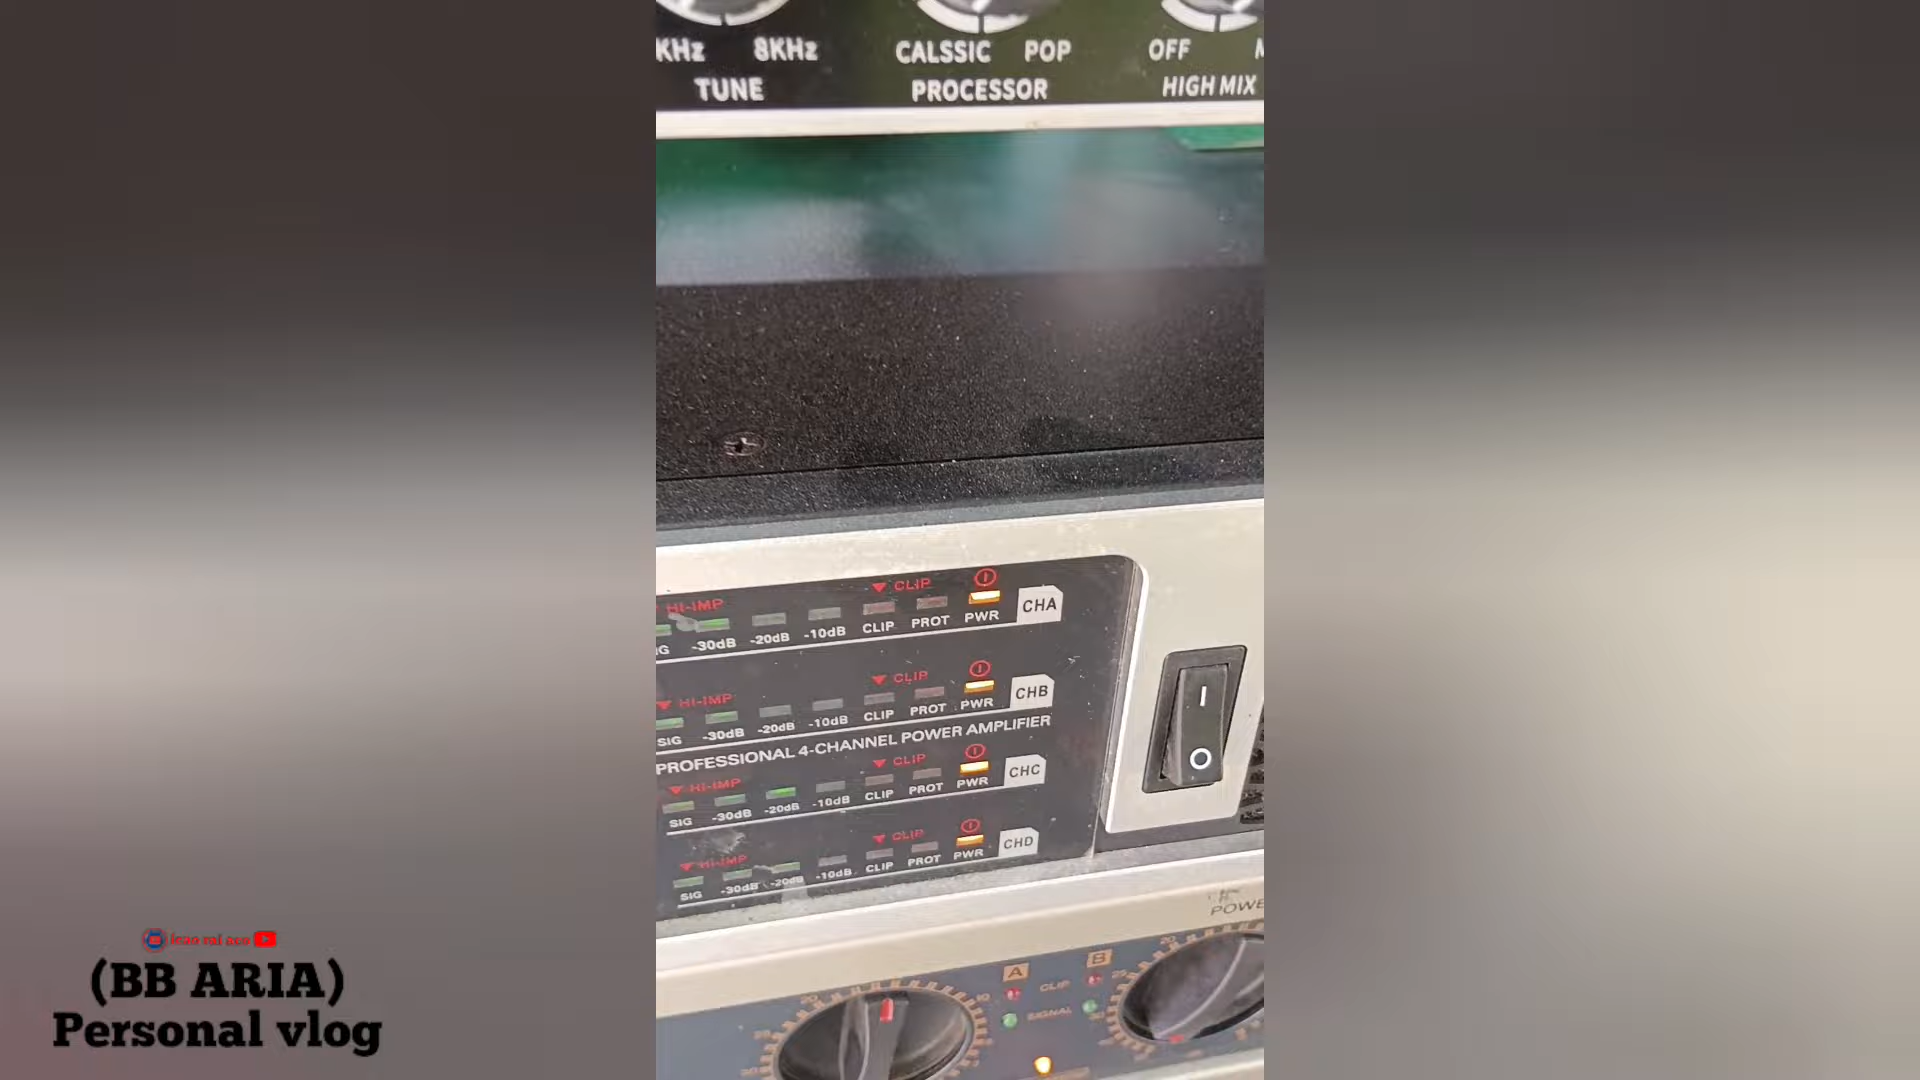 KHz 8KHz
TUNE
CALSSIC POP
PROCESSOR
OFF
HIGH MIX
HI-IMP CLIP
-30dB -20dB -10dB CLIP PROT PWR CHA
HI-IMP CLIP
SIG -30dB -20dB -10dB CLIP PROT PWR CHB
PROFESSIONAL 4-CHANNEL POWER AMPLIFIER
HI-IMP CLIP
SIG -30dB -20dB -10dB CLIP PROT PWR CHC
HI-IMP CLIP
SIG -30dB -20dB -10dB CLIP PROT PWR CHD
POWE
A B
CLIP
SIGNAL
(BB ARIA)
Personal vlog